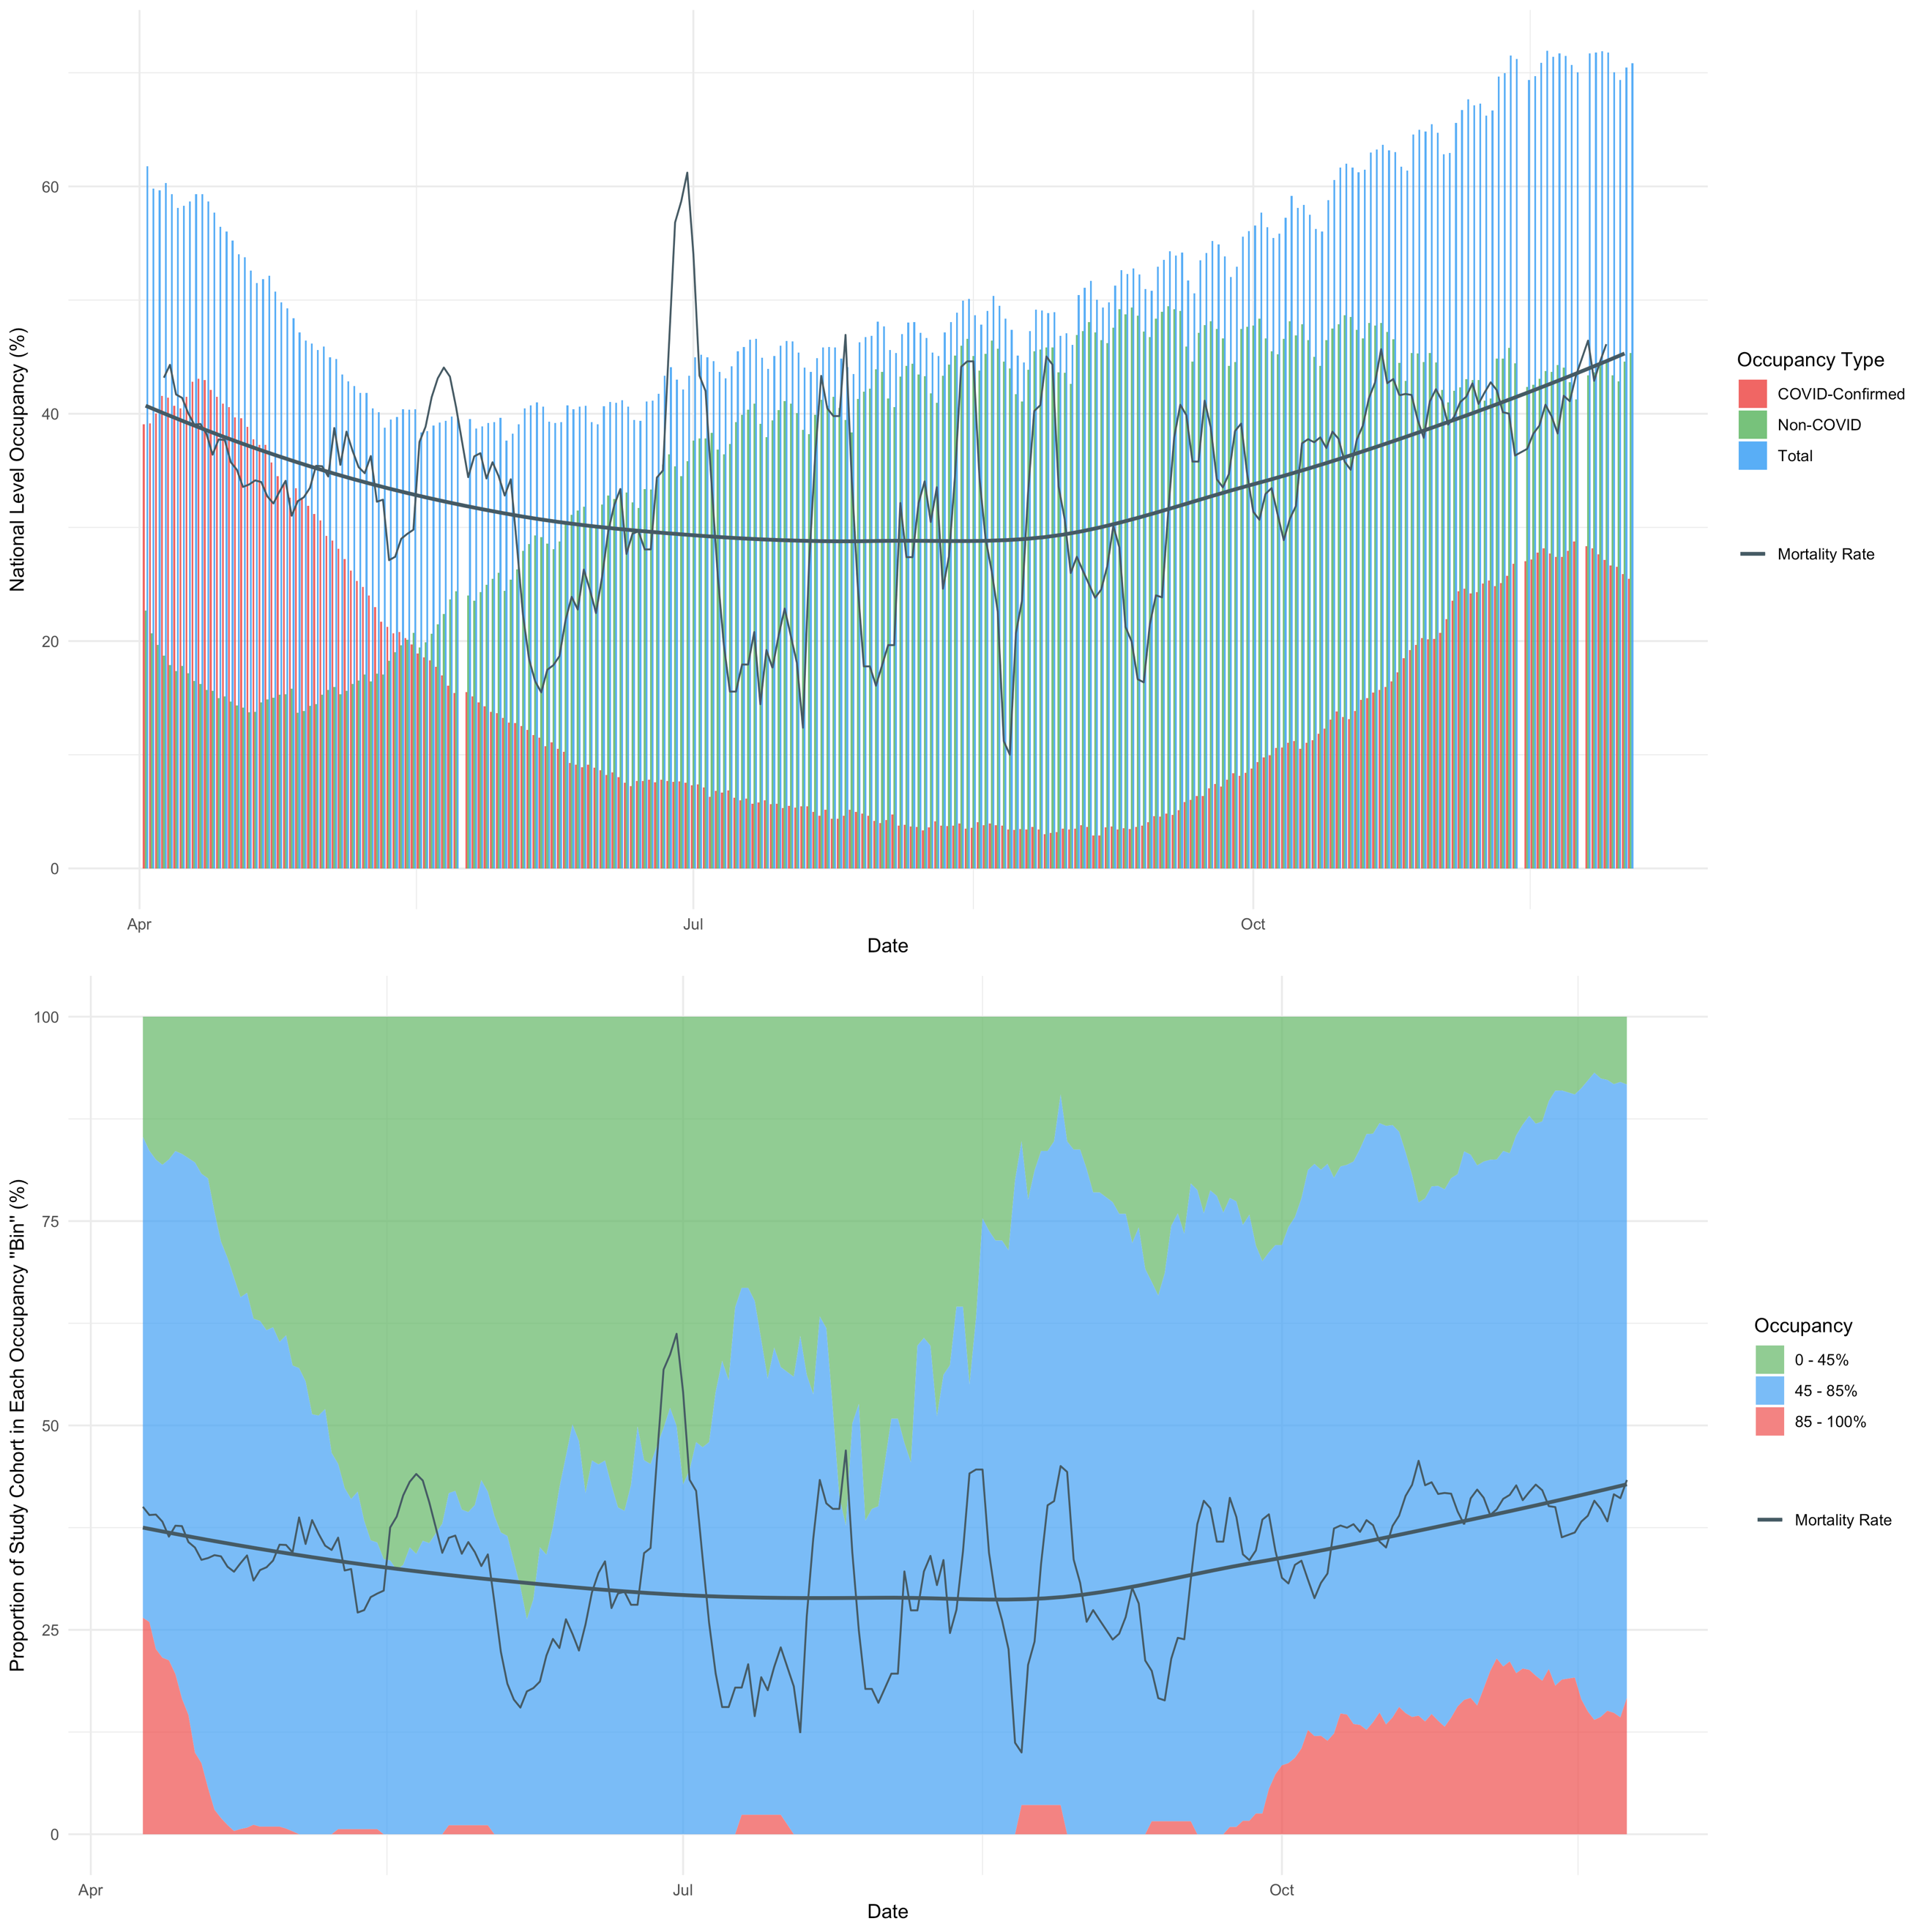 National Level Occupancy (%)
60
40
20
0
Apr
Jul
Oct
Date
Occupancy Type
COVID-Confirmed
Non-COVID
Total
Mortality Rate
Proportion of Study Cohort in Each Occupancy "Bin" (%)
100
75
50
25
0
Apr
Jul
Oct
Date
Occupancy
0 - 45%
45 - 85%
85 - 100%
Mortality Rate